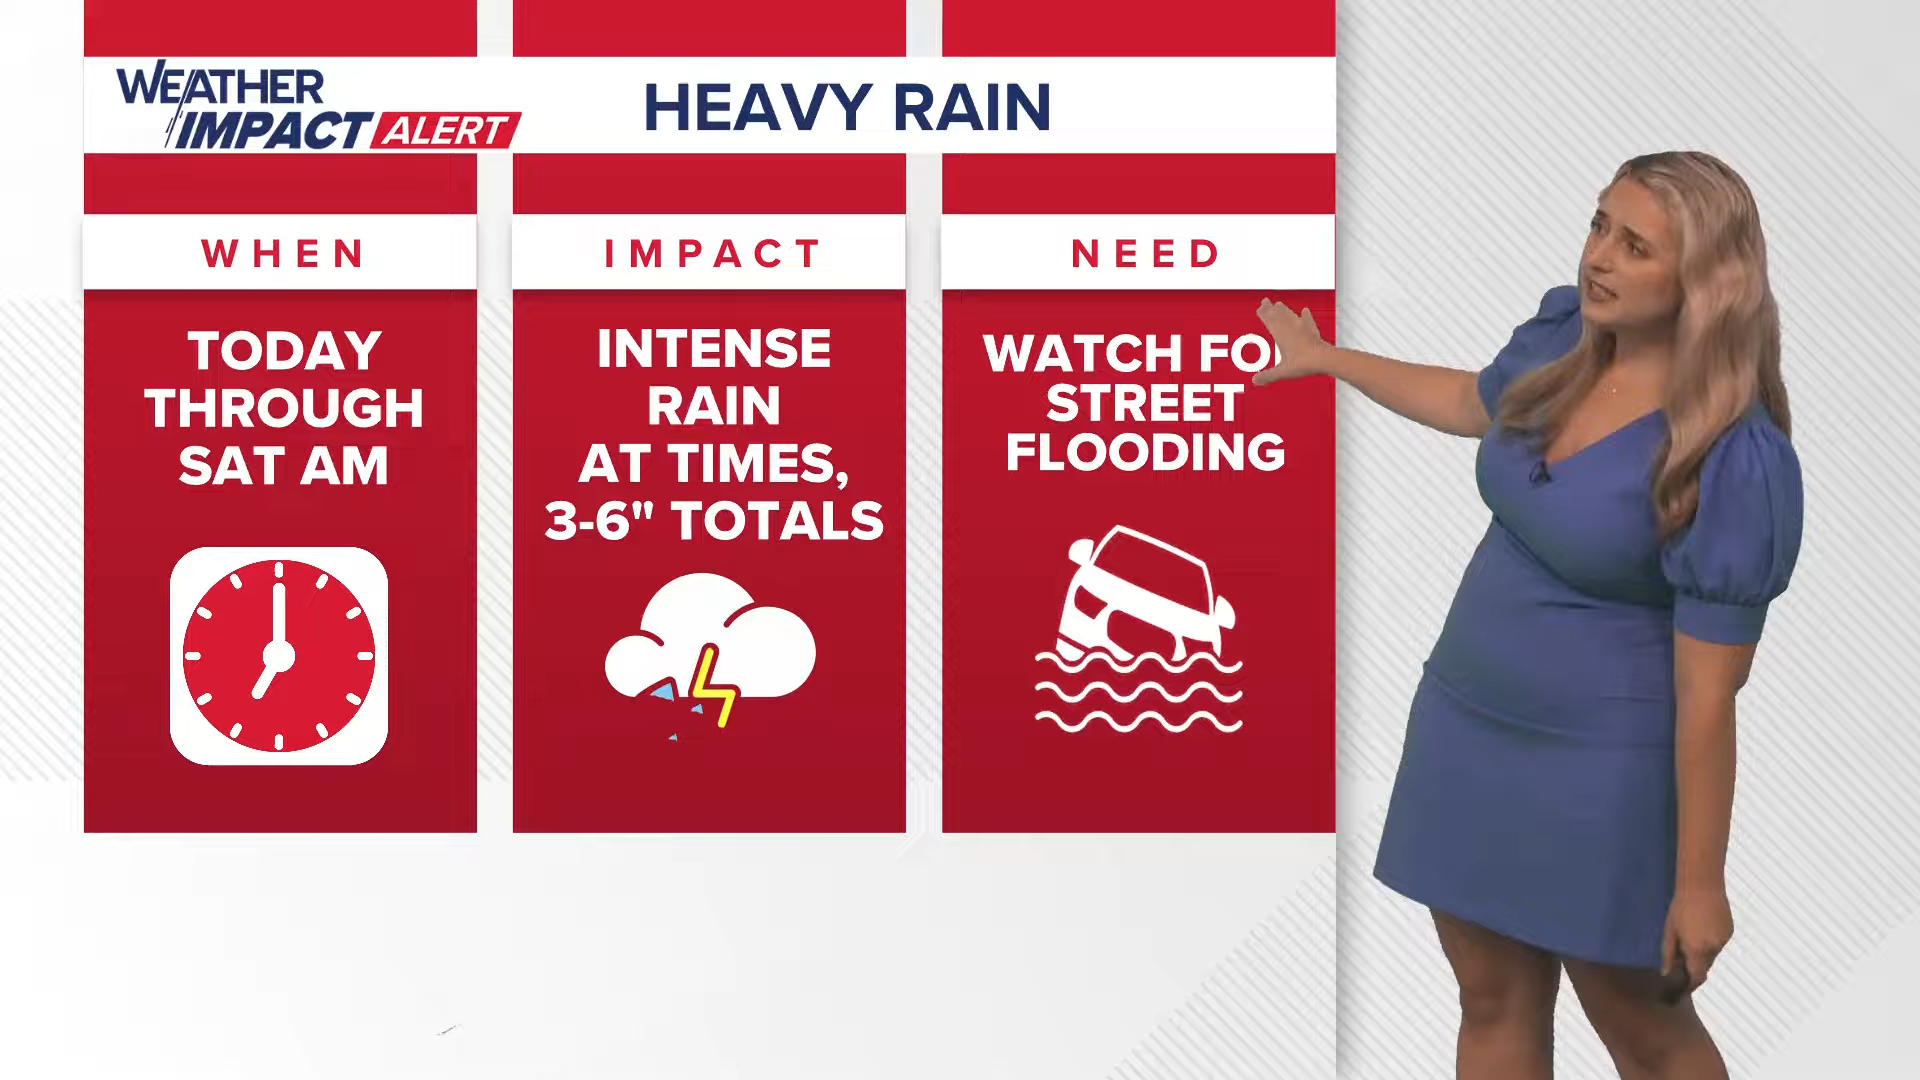 WEATHER
IMPACT ALERT
HEAVY RAIN
WHEN
TODAY
THROUGH
SAT AM
IMPACT
INTENSE
RAIN
AT TIMES,
3-6" TOTALS
NEED
WATCH FO
STREET
FLOODING